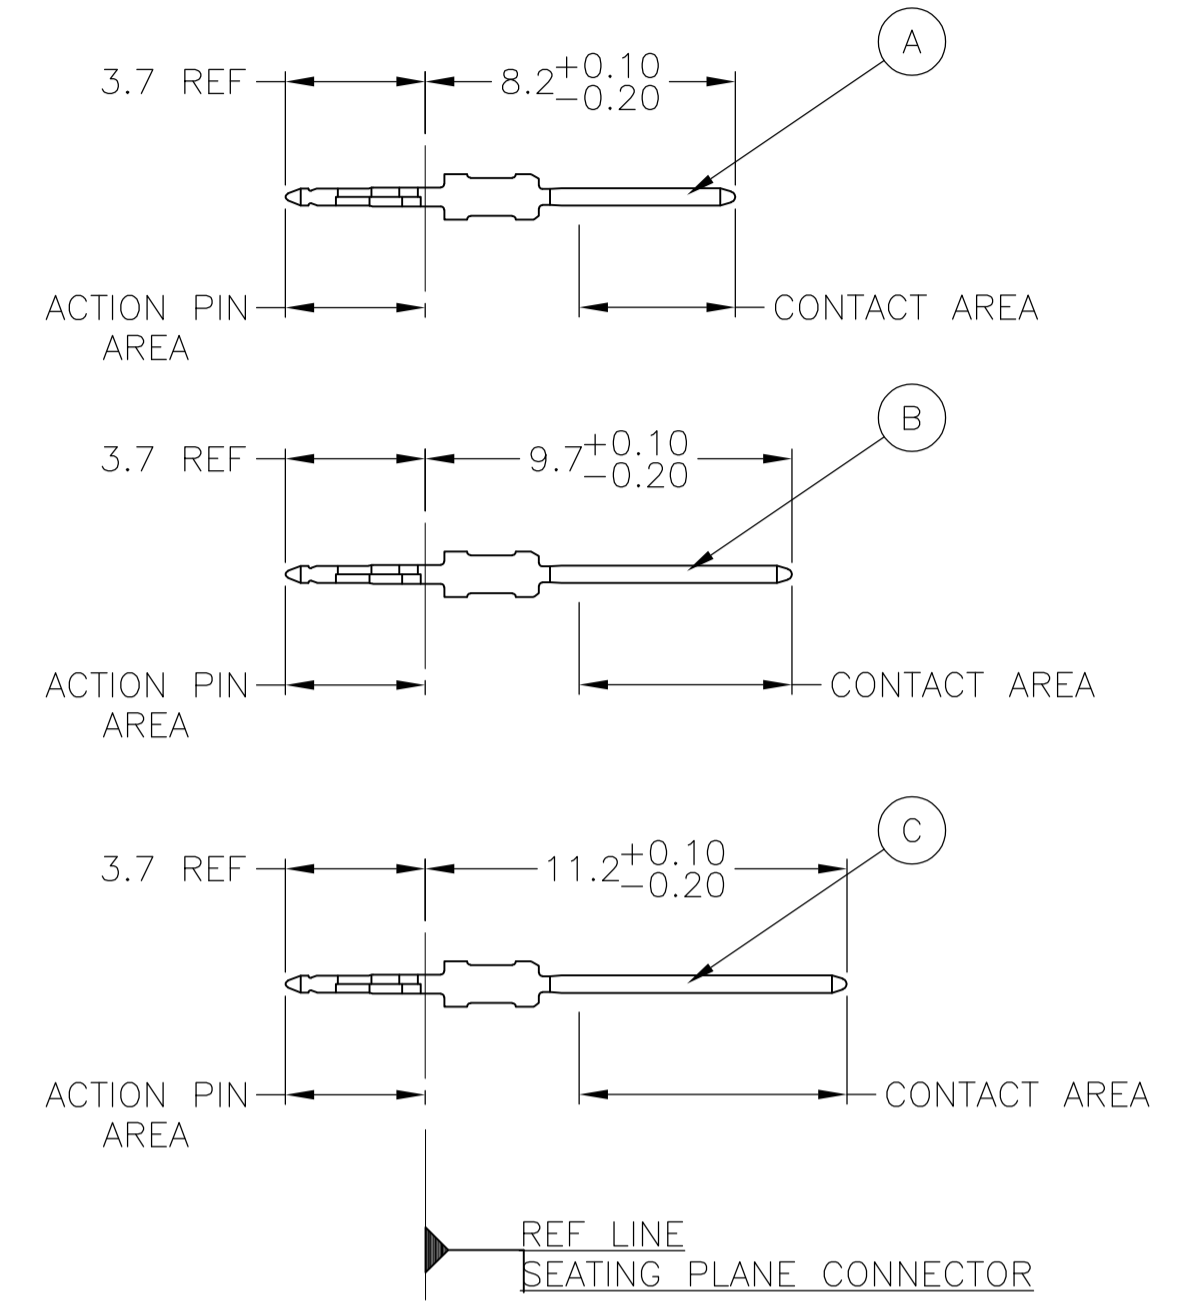 A
3.7 REF
8.2 +0.10
-0.20
ACTION PIN
AREA
CONTACT AREA
B
3.7 REF
9.7 +0.10
-0.20
ACTION PIN
AREA
CONTACT AREA
C
3.7 REF
11.2 +0.10
-0.20
ACTION PIN
AREA
CONTACT AREA
REF LINE
SEATING PLANE CONNECTOR